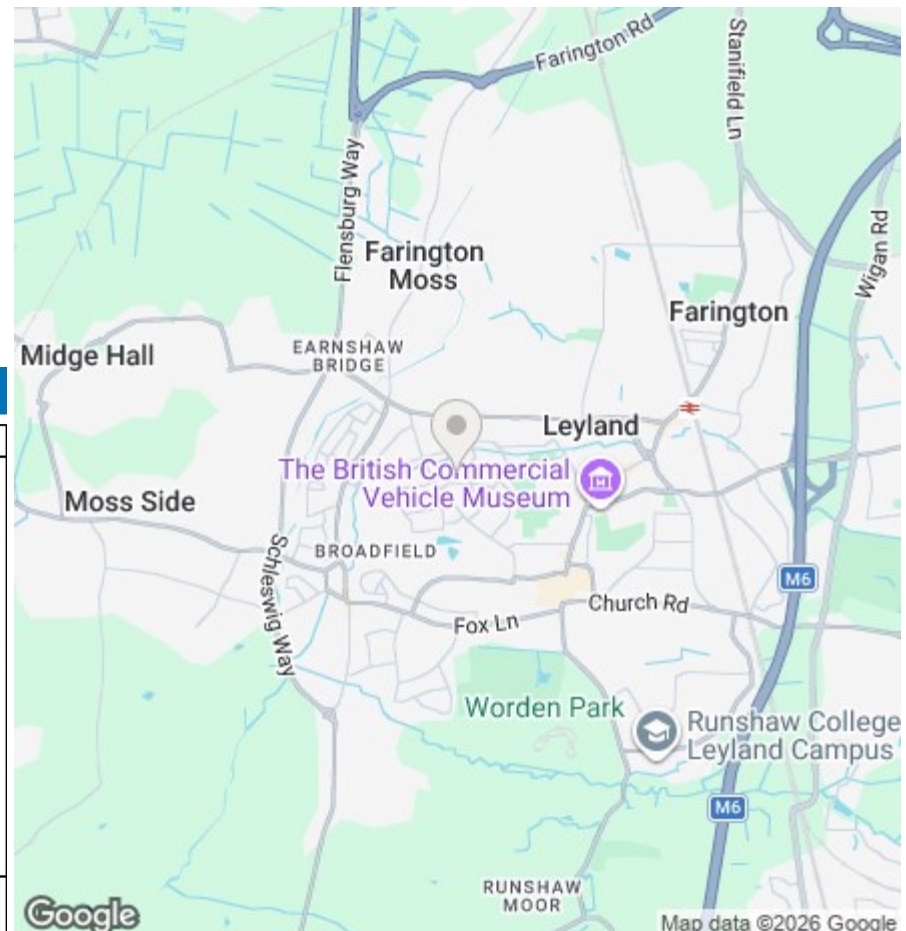 Farington Rd
Stanifield Ln
Flensburg Way
Wigan Rd
Farington
Moss
Farington
Midge Hall
EARNSHAW
BRIDGE
Leyland
The British Commercial
Vehicle Museum
Moss Side
BROADFIELD
Schleswig Way
M6
Church Rd
Fox Ln
Worden Park
Runshaw College
Leyland Campus
M6
RUNSHAW
MOOR
Google
Map data ©2026 Google